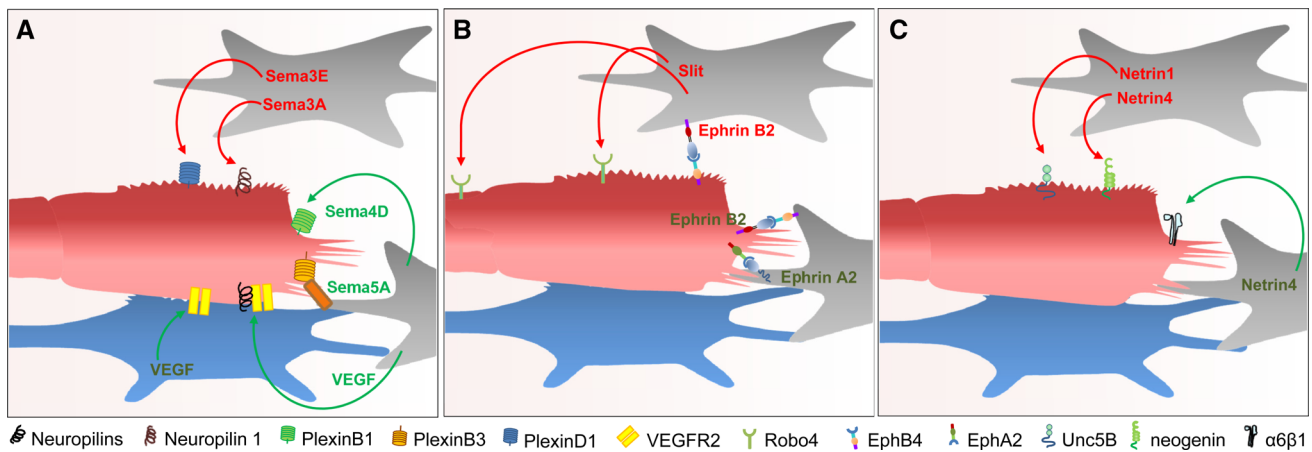 A
Sema3E
Sema3A
Sema4D
Sema5A
VEGF
VEGF
B
Slit
Ephrin B2
Ephrin B2
Ephrin A2
C
Netrin1
Netrin4
Netrin4
Neuropilins Neuropilin 1 PlexinB1 PlexinB3 PlexinD1 VEGFR2 Robo4 EphB4 EphA2 Unc5B neogenin α6β1